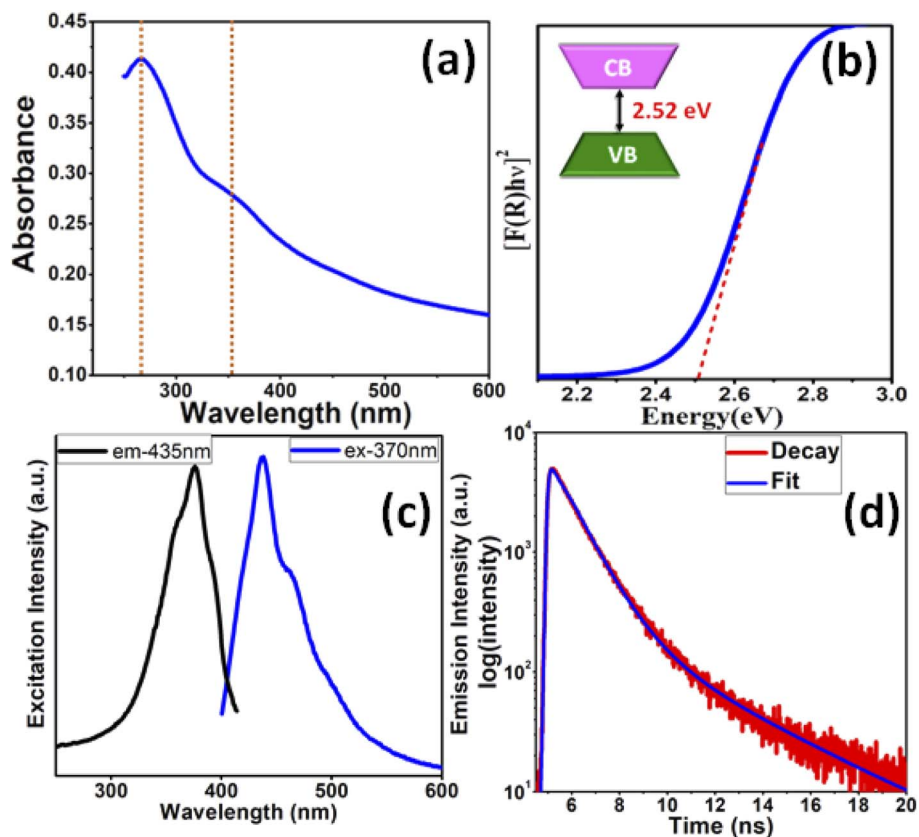 (a)
0.45
0.40
0.35
0.30
0.25
0.20
0.15
0.10
Absorbance
300 400 500 600
Wavelength (nm)
(b)
CB
2.52 eV
VB
[F(R)hν]²
2.2 2.4 2.6 2.8 3.0
Energy(eV)
em-435nm
ex-370nm
(c)
Excitation Intensity (a.u.)
Emission Intensity (a.u.)
300 400 500 600
Wavelength (nm)
Decay
Fit
(d)
10⁴
10³
10²
10¹
log(intensity)
6 8 10 12 14 16 18 20
Time (ns)